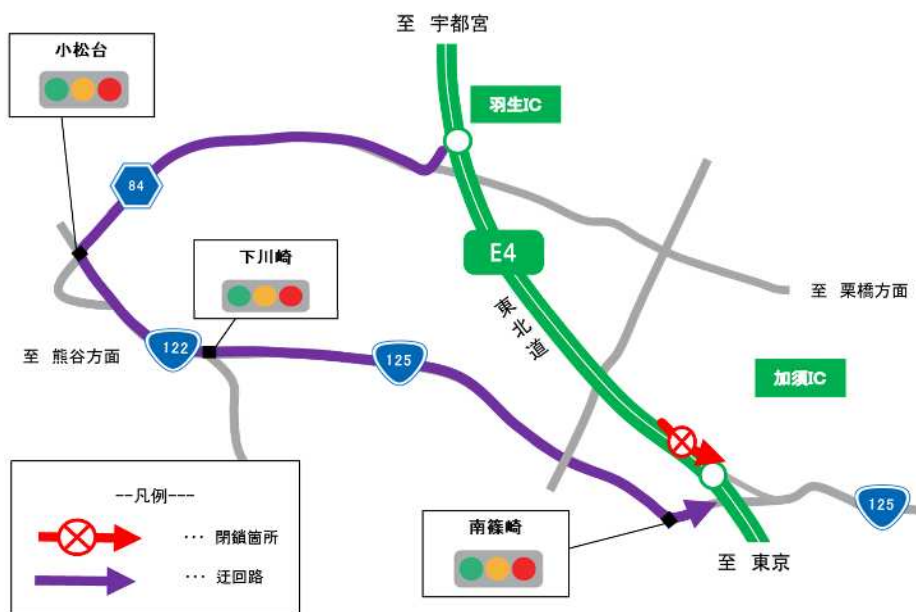 至 宇都宮
小松台
羽生IC
84
下川崎
E4
東北道
至 栗橋方面
至 熊谷方面
122
125
加須IC
--凡例---
… 閉鎖箇所
… 迂回路
南篠崎
125
至 東京